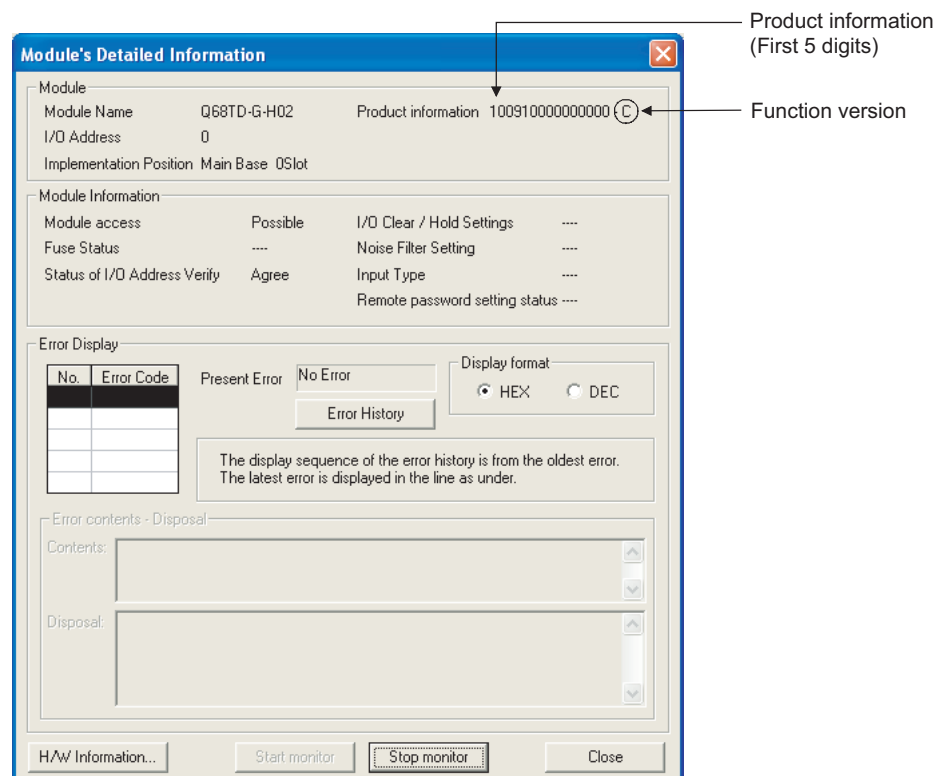 Product information
(First 5 digits)
Module's Detailed Information
Module
Module Name Q68TD-G-H02 Product information 100910000000000 - C
Function version
I/O Address 0
Implementation Position Main Base 0Slot
Module Information
Module access Possible I/O Clear / Hold Settings ----
Fuse Status ---- Noise Filter Setting ----
Status of I/O Address Verify Agree Input Type ----
Remote password setting status ----
Error Display
No. Error Code Present Error No Error Display format
HEX DEC
Error History
The display sequence of the error history is from the oldest error.
The latest error is displayed in the line as under.
Error contents - Disposal
Contents:
Disposal:
H/W Information... Start monitor Stop monitor Close